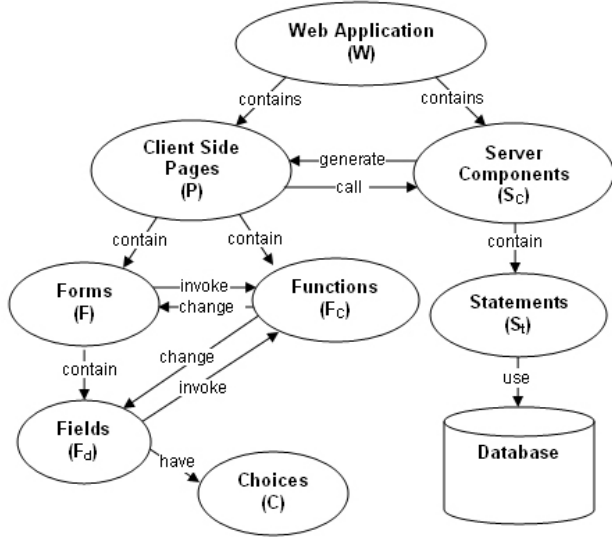 Web Application
(W)
contains
contains
Client Side
Pages
(P)
generate
call
Server
Components
(Sc)
contain
contain
contain
Forms
(F)
invoke
change
Functions
(Fc)
Statements
(St)
contain
change
invoke
use
Fields
(Fd)
have
Choices
(C)
Database